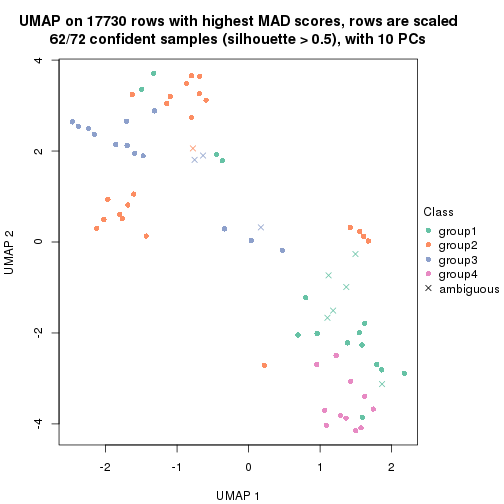 UMAP on 17730 rows with highest MAD scores, rows are scaled
62/72 confident samples (silhouette > 0.5), with 10 PCs
4
2
0
-2
-4
UMAP 2
-2
-1
0
1
2
UMAP 1
Class
group1
group2
group3
group4
ambiguous